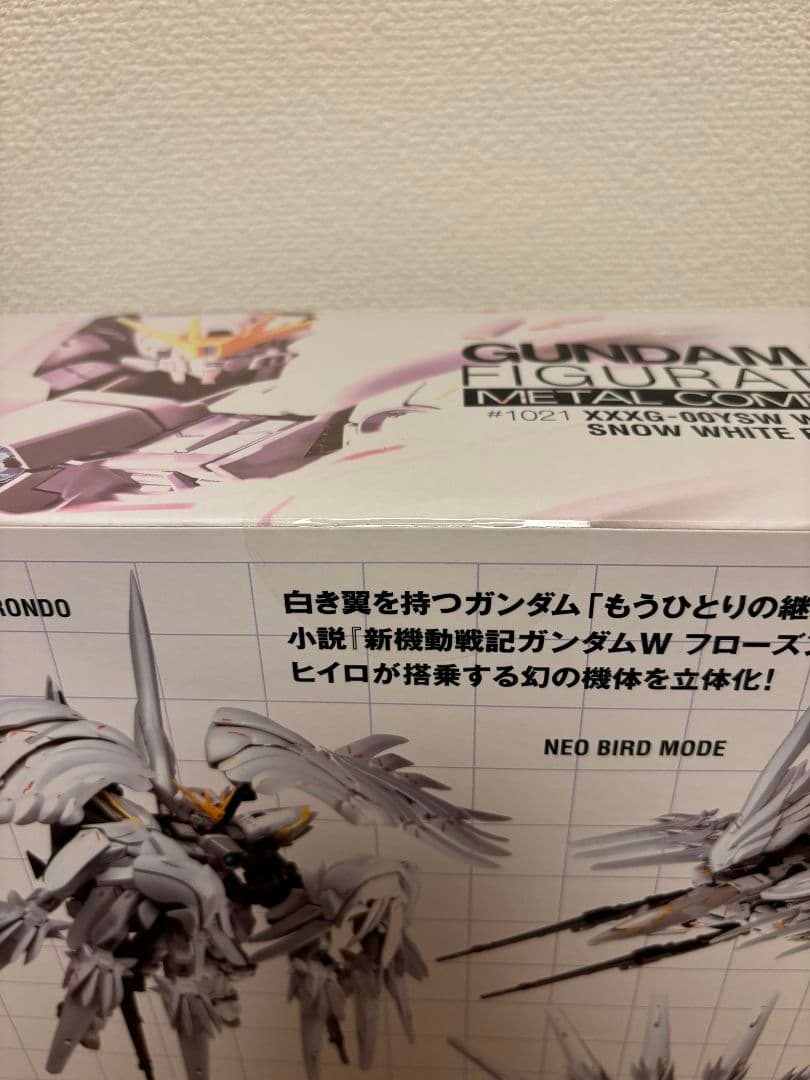 GUNDAM
FIGURAT
METAL COM
#1021 XXXG-00YSW W
SNOW WHITE P
RONDO
白き翼を持つガンダム「もうひとりの継
小説『新機動戦記ガンダムW フローズン
ヒイロが搭乗する幻の機体を立体化!
NEO BIRD MODE